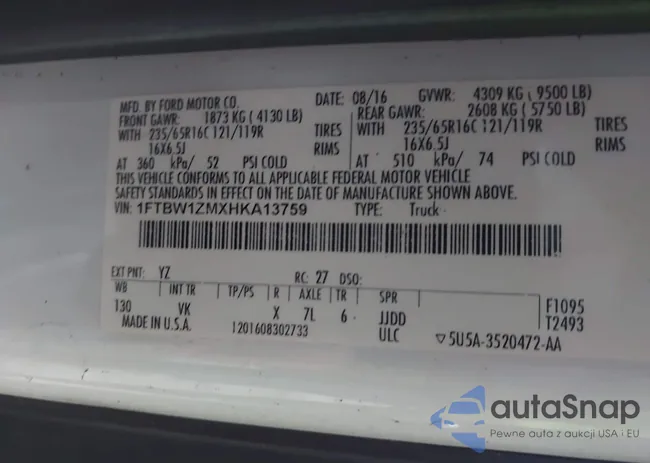 MFD. BY FORD MOTOR CO. DATE: 08/16 GVWR: 4309 KG ( 9500 LB)
FRONT GAWR: 1873 KG ( 4130 LB) REAR GAWR: 2608 KG ( 5750 LB)
WITH 235/65R16C 121/119R TIRES WITH 235/65R16C 121/119R TIRES
16X6.5J RIMS 16X6.5J RIMS
AT 360 kPa/ 52 PSI COLD AT 510 kPa/ 74 PSI COLD
THIS VEHICLE CONFORMS TO ALL APPLICABLE FEDERAL MOTOR VEHICLE
SAFETY STANDARDS IN EFFECT ON THE DATE OF MANUFACTURE SHOWN ABOVE.
VIN: 1FTBW1ZMXHKA13759 TYPE: Truck
EXT PNT: YZ RC: 27 DSO:
WB INT TR TP/PS R AXLE TR SPR
130 VK X 7L 6 JJDD F1095
MADE IN U.S.A. 1201608302733 ULC T2493
▽5U5A-3520472-AA
autaSnap
Pewne auta z aukcji USA i EU